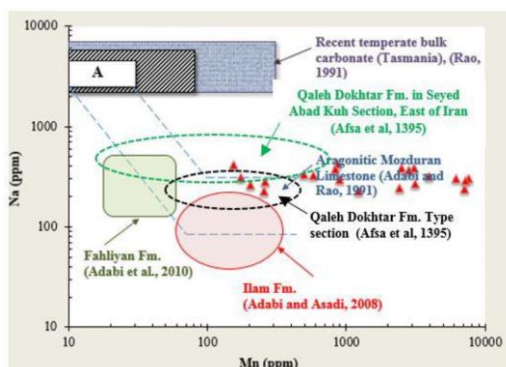 10000
1000
100
10
Na (ppm)
A
Recent temperate bulk
carbonate (Tasmania), (Rao,
1991)
Qaleh Dokhtar Fm. in Seyed
Abad Kuh Section, East of Iran
(Afsa et al, 1395)
Aragonitic Mozduran
Limestone (Adabi and
Rao, 1991)
Qaleh Dokhtar Fm. Type
section (Afsa et al, 1395)
Fahliyan Fm.
(Adabi et al., 2010)
Ilam Fm.
(Adabi and Asadi, 2008)
10
100
1000
10000
Mn (ppm)